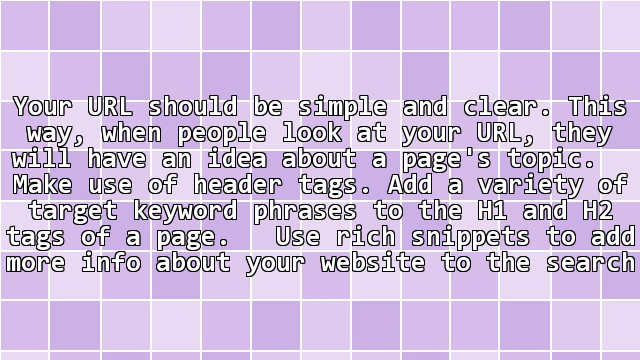 Your URL should be simple and clear. This
way, when people look at your URL, they
will have an idea about a page's topic.
Make use of header tags. Add a variety of
target keyword phrases to the H1 and H2
tags of a page.   Use rich snippets to add
more info about your website to the search